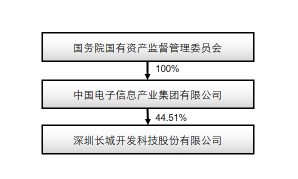 国务院国有资产监督管理委员会
100%
中国电子信息产业集团有限公司
44.51%
深圳长城开发科技股份有限公司